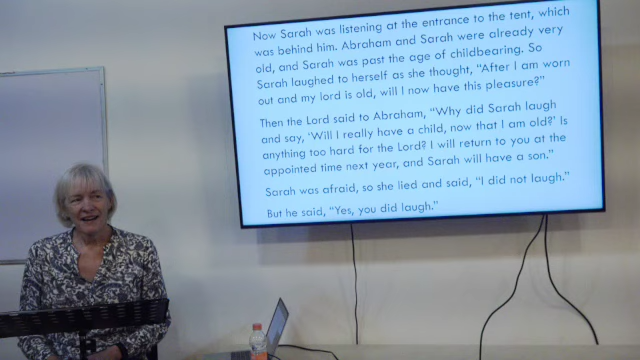 Now Sarah was listening at the entrance to the tent, which
was behind him. Abraham and Sarah were already very
old, and Sarah was past the age of childbearing. So
Sarah laughed to herself as she thought, “After I am worn
out and my lord is old, will I now have this pleasure?”
Then the Lord said to Abraham, “Why did Sarah laugh
and say, ‘Will I really have a child, now that I am old?’ Is
anything too hard for the Lord? I will return to you at the
appointed time next year, and Sarah will have a son.”
Sarah was afraid, so she lied and said, “I did not laugh.”
But he said, “Yes, you did laugh.”